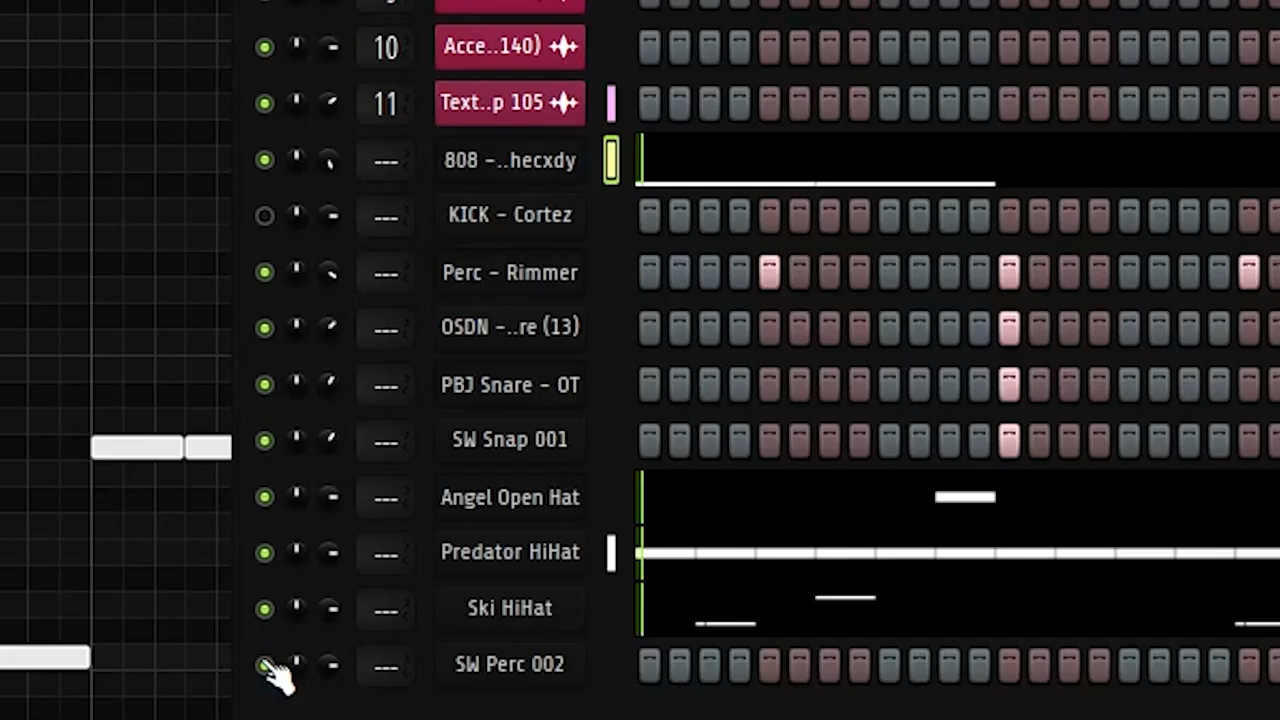 10 Acce..140)
11 Text..p 105
--- 808 -..hecxdy
--- KICK - Cortez
--- Perc - Rimmer
--- OSDN -..re (13)
--- PBJ Snare - OT
--- SW Snap 001
--- Angel Open Hat
--- Predator HiHat
--- Ski HiHat
--- SW Perc 002